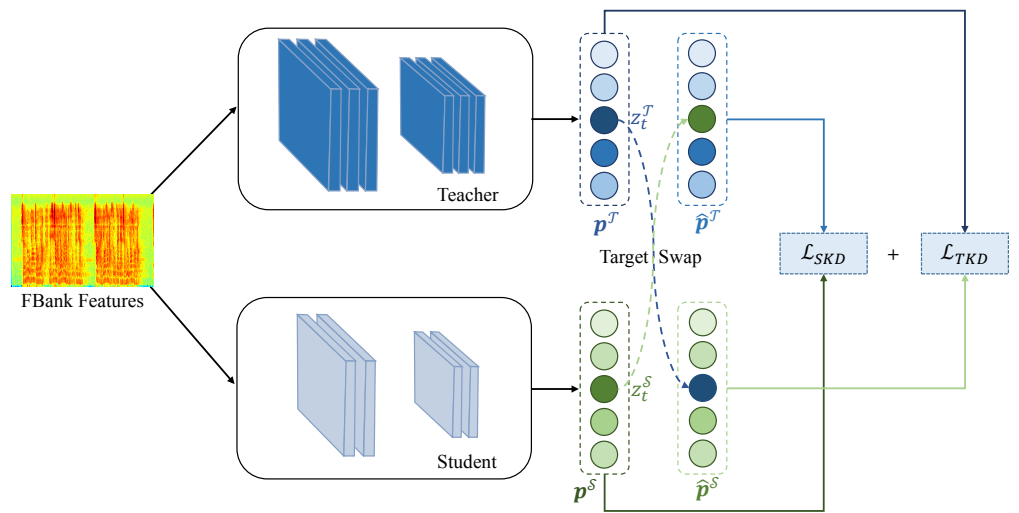 Teacher
Student
FBank Features
z_t^𝒯
z_t^𝒮
p^𝒯
p̂^𝒯
Target Swap
p^𝒮
p̂^𝒮
ℒ_SKD + ℒ_TKD